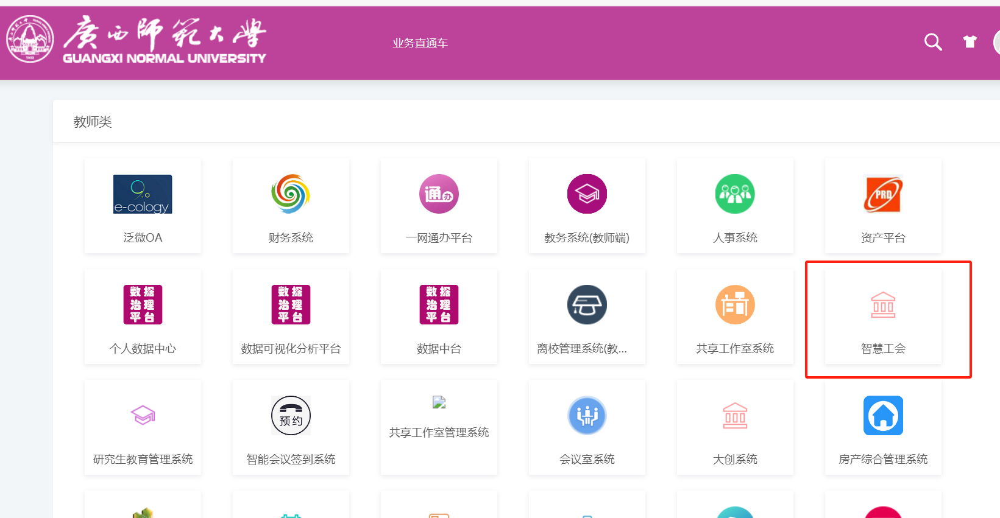 廣西師範大學
GUANGXI NORMAL UNIVERSITY
业务直通车
教师类
e-cology
通办
PRD
泛微OA
财务系统
一网通办平台
教务系统(教师端)
人事系统
资产平台
数据
治理
平台
数据
治理
平台
数据
治理
平台
个人数据中心
数据可视化分析平台
数据中台
离校管理系统(教...
共享工作室系统
智慧工会
预约
共享工作室管理系统
研究生教育管理系统
智能会议签到系统
会议室系统
大创系统
房产综合管理系统